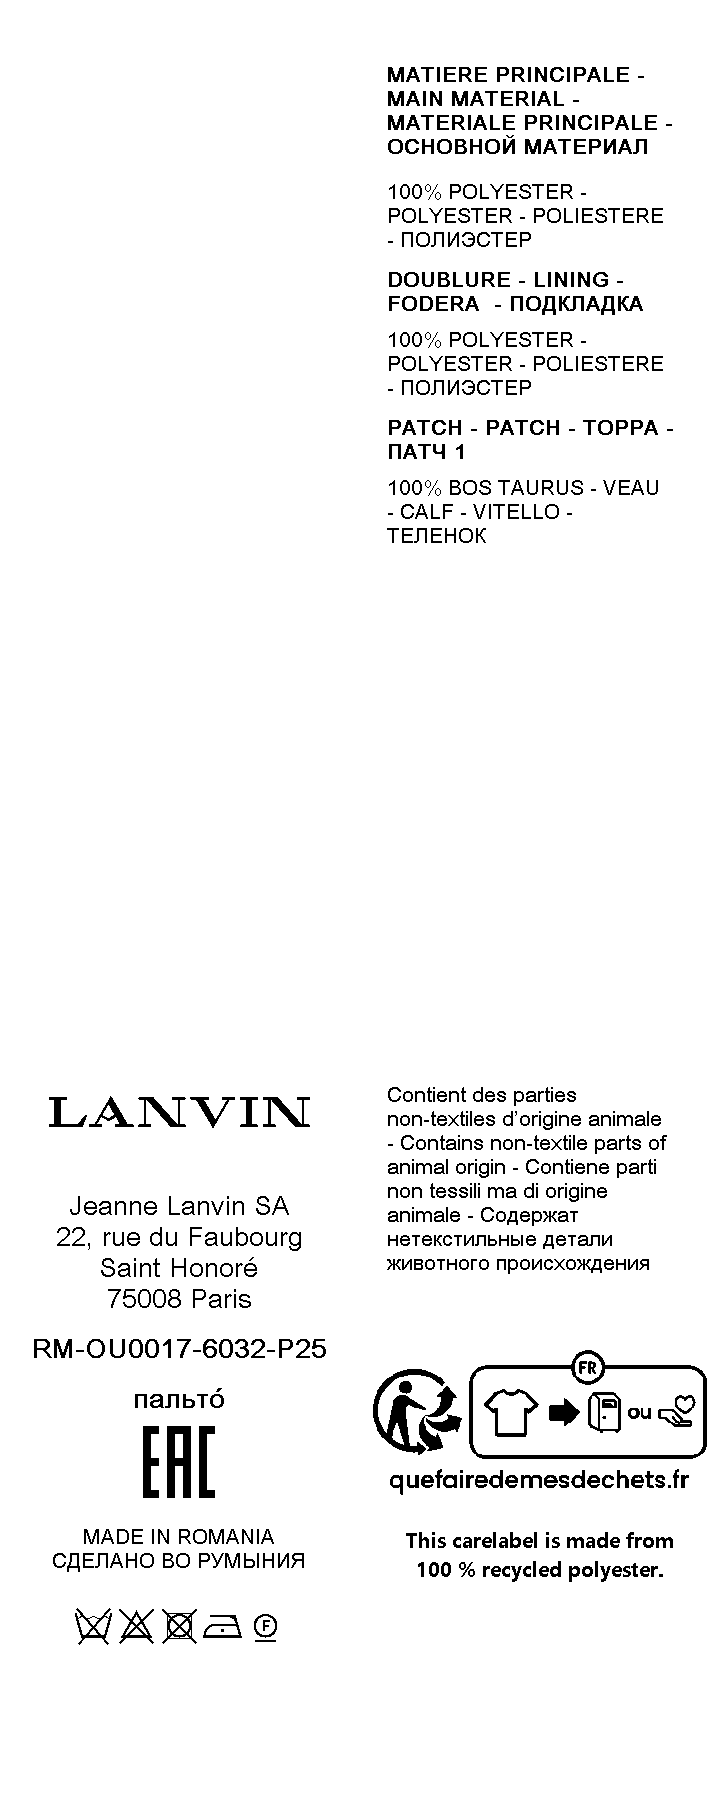 MATIERE PRINCIPALE -
MAIN MATERIAL -
MATERIALE PRINCIPALE -
ОСНОВНОЙ МАТЕРИАЛ
100% POLYESTER -
POLYESTER - POLIESTERE
- ПОЛИЭСТЕР
DOUBLURE - LINING -
FODERA - ПОДКЛАДКА
100% POLYESTER -
POLYESTER - POLIESTERE
- ПОЛИЭСТЕР
PATCH - PATCH - TOPPA -
ПАТЧ 1
100% BOS TAURUS - VEAU
- CALF - VITELLO -
ТЕЛЕНОК
LANVIN
Jeanne Lanvin SA
22, rue du Faubourg
Saint Honoré
75008 Paris
RM-OU0017-6032-P25
пальто́
EAC
MADE IN ROMANIA
СДЕЛАНО ВО РУМЫНИЯ
F
Contient des parties
non-textiles d’origine animale
- Contains non-textile parts of
animal origin - Contiene parti
non tessili ma di origine
animale - Содержат
нетекстильные детали
животного происхождения
FR
ou
quefairedemesdechets.fr
This carelabel is made from
100 % recycled polyester.